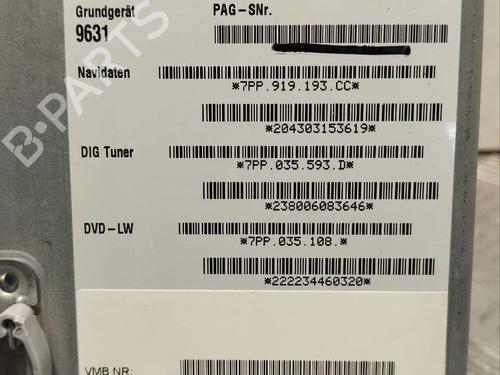 Grundgerät PAG-SNr.
9631
Navidaten
*7PP.919.193.CC*
*204303153619*
DIG Tuner
*7PP.035.593.D*
*238006083646*
DVD-LW
*7PP.035.108.*
*222234460320*
VMB NR:
B-PARTS